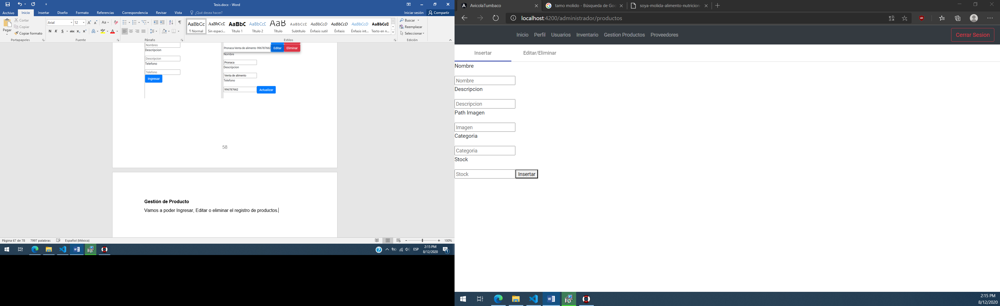 Tesis.docx - Word
Archivo Inicio Insertar Diseño Formato Referencias Correspondencia Revisar Vista ¿Qué desea hacer? Iniciar sesión Compartir
Pegar
Cortar
Copiar
Copiar formato
Portapapeles
Arial 12
N K S abc x₂ x²
Fuente
Párrafo
AaBbCc AaBbCcD AaBbC AaBbCcE AaB AaBbCcD AaBbCcD AaBbCcD AaBbCcD AaBbCcD
¶ Normal Sin espaci... Título 1 Título 2 Título Subtítulo Énfasis sutil Énfasis Énfasis int... Texto en n...
Estilos
Buscar
Reemplazar
Seleccionar
Edición
Nombres
Descripcion
Descripcion
Telefono
Telefono
Ingresar
Pronaca Venta de alimento 996787662 Editar Eliminar
Nombre
Pronaca
Descripcion
Venta de alimento
Telefono
996787662 Actualizar
58
Gestión de Producto
Vamos a poder Ingresar, Editar o eliminar el registro de productos.
Página 67 de 78 7997 palabras Español (México) 100%
ESP 2:15 PM
8/12/2020
1
AvicolaTumbaco tamo molido - Búsqueda de Goo soya-molida-alimento-nutricion
localhost:4200/administrador/productos
Inicio Perfil Usuarios Inventario Gestion Productos Proveedores Cerrar Sesion
Insertar Editar/Eliminar
Nombre
Nombre
Descripcion
Descripcion
Path Imagen
Imagen
Categoria
Categoria
Stock
Stock Insertar
2:15 PM
8/12/2020